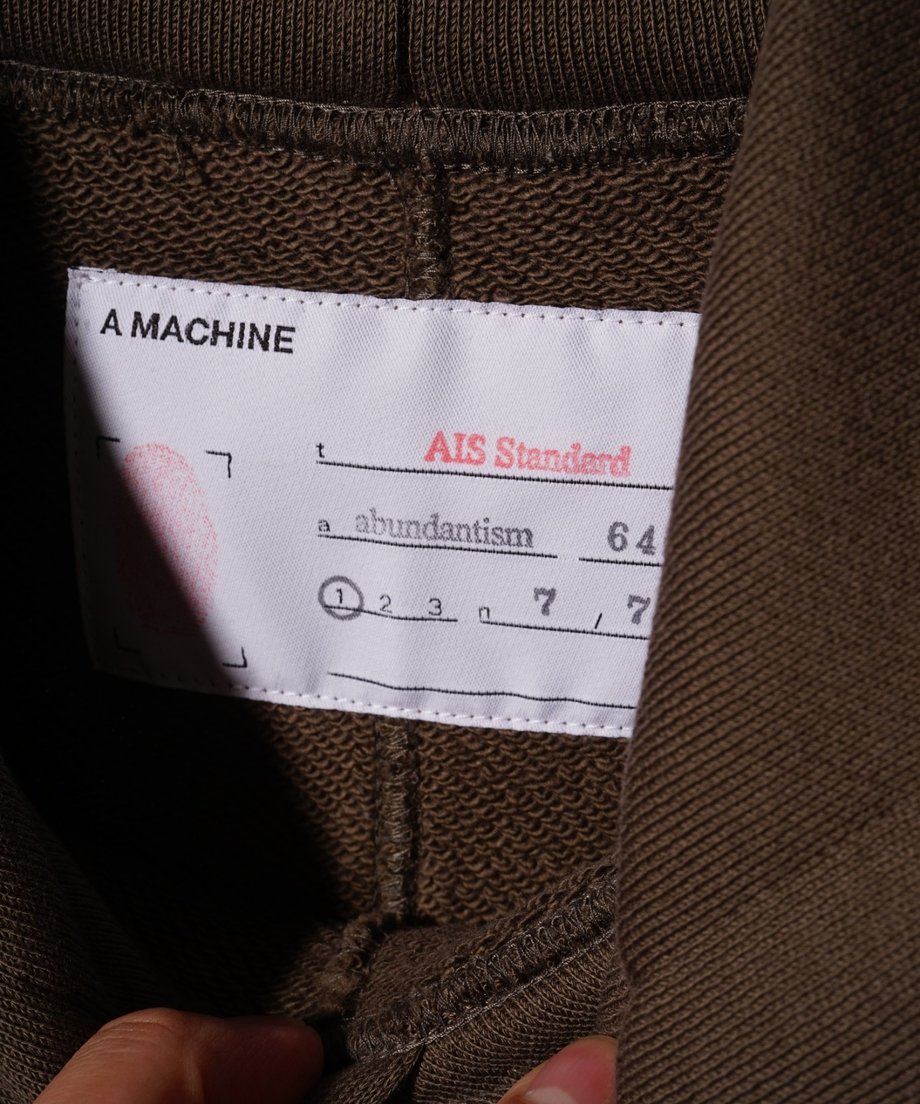 A MACHINE
t AIS Standard
a abundantism 64
1 2 3 n 7 / 7